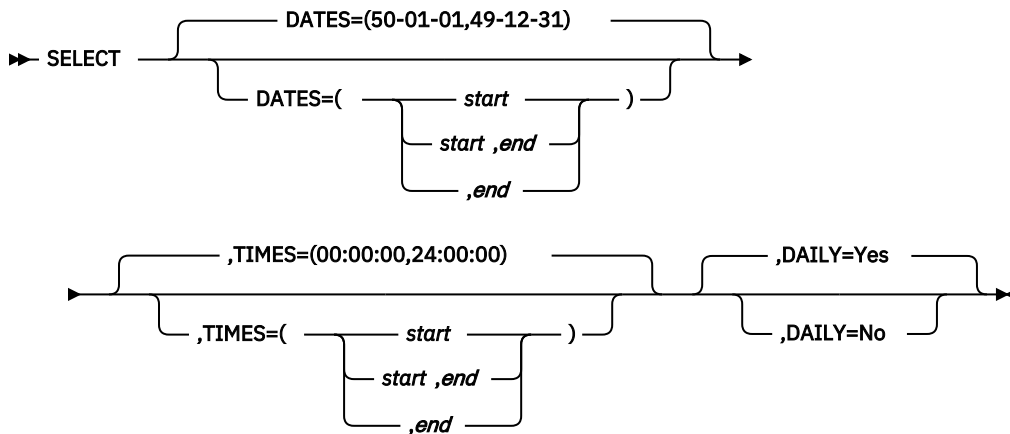 DATES=(50-01-01,49-12-31)
SELECT
DATES=( start )
start ,end
,end
,TIMES=(00:00:00,24:00:00) ,DAILY=Yes
,TIMES=( start ) ,DAILY=No
start ,end
,end